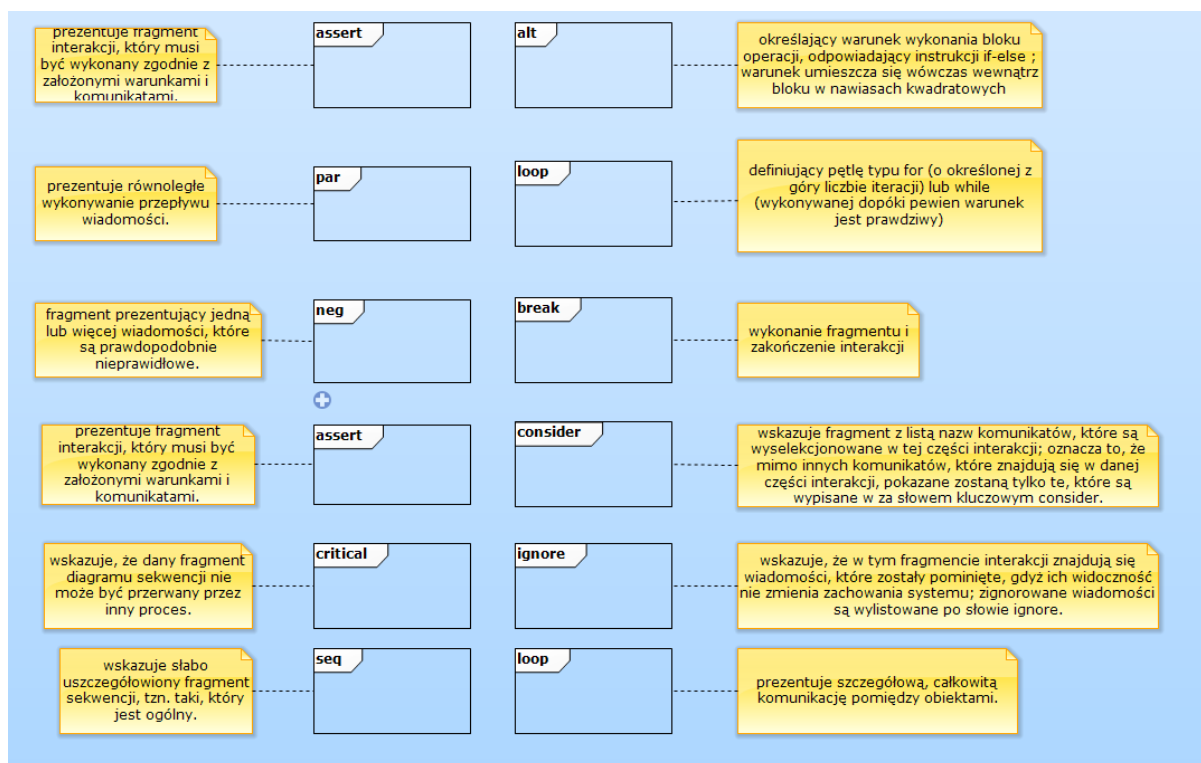 prezentuje fragment
interakcji, który musi
być wykonany zgodnie z
założonymi warunkami i
komunikatami.
assert
alt
określający warunek wykonania bloku
operacji, odpowiadający instrukcji if-else ;
warunek umieszcza się wówczas wewnątrz
bloku w nawiasach kwadratowych
prezentuje równoległe
wykonywanie przepływu
wiadomości.
par
loop
definiujący pętlę typu for (o określonej z
góry liczbie iteracji) lub while
(wykonywanej dopóki pewien warunek
jest prawdziwy)
fragment prezentujący jedną
lub więcej wiadomości, które
są prawdopodobnie
nieprawidłowe.
neg
break
wykonanie fragmentu i
zakończenie interakcji
prezentuje fragment
interakcji, który musi być
wykonany zgodnie z
założonymi warunkami i
komunikatami.
assert
consider
wskazuje fragment z listą nazw komunikatów, które są
wyselekcjonowane w tej części interakcji; oznacza to, że
mimo innych komunikatów, które znajdują się w danej
części interakcji, pokazane zostaną tylko te, które są
wypisane w za słowem kluczowym consider.
wskazuje, że dany fragment
diagramu sekwencji nie
może być przerwany przez
inny proces.
critical
ignore
wskazuje, że w tym fragmencie interakcji znajdują się
wiadomości, które zostały pominięte, gdyż ich widoczność
nie zmienia zachowania systemu; zignorowane wiadomości
są wylistowane po słowie ignore.
wskazuje słabo
uszczegółowiony fragment
sekwencji, tzn. taki, który
jest ogólny.
seq
loop
prezentuje szczegółową, całkowitą
komunikację pomiędzy obiektami.